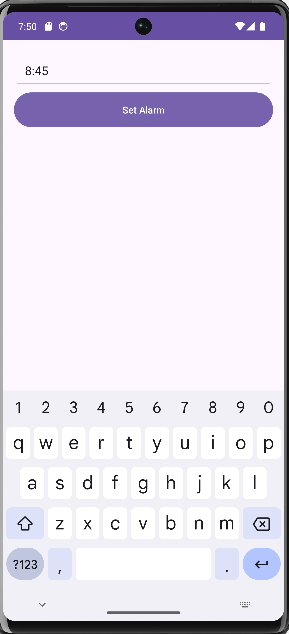 7:50
8:45
Set Alarm
1 2 3 4 5 6 7 8 9 0
q w e r t y u i o p
a s d f g h j k l
z x c v b n m
?123 , .